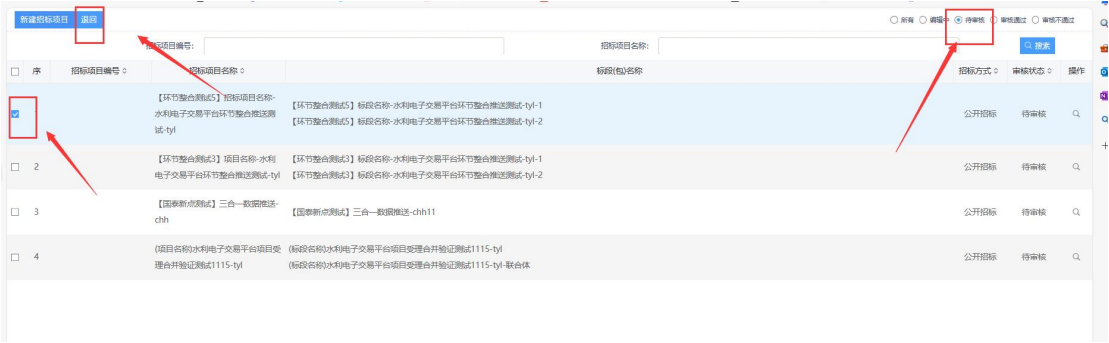 新建招标项目 退回 所有 编辑中 待审核 审核通过 审核不通过
招标项目编号: 招标项目名称: 搜索
序 招标项目编号 招标项目名称 标段(包)名称 招标方式 审核状态 操作
【环节整合测试5】招标项目名称-
水利电子交易平台环节整合推送测
试-tyl
【环节整合测试5】标段名称-水利电子交易平台环节整合推送测试-tyl-1
【环节整合测试5】标段名称-水利电子交易平台环节整合推送测试-tyl-2
公开招标 待审核
2
【环节整合测试3】项目名称-水利
电子交易平台环节整合推送测试-tyl
【环节整合测试3】标段名称-水利电子交易平台环节整合推送测试-tyl-1
【环节整合测试3】标段名称-水利电子交易平台环节整合推送测试-tyl-2
公开招标 待审核
3
【国泰新点测试】三合一数据推送-
chh
【国泰新点测试】三合一数据推送-chh11
公开招标 待审核
4
(项目名称)水利电子交易平台项目受
理合并验证测试1115-tyl
(标段名称)水利电子交易平台项目受理合并验证测试1115-tyl
(标段名称)水利电子交易平台项目受理合并验证测试1115-tyl-联合体
公开招标 待审核